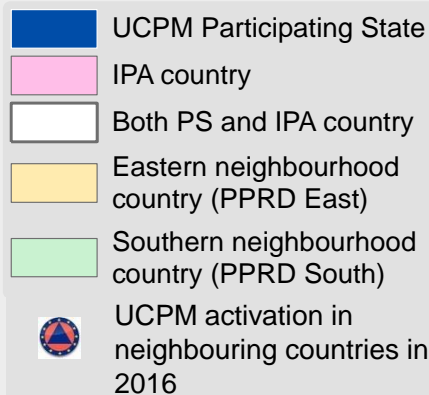 UCPM Participating State
IPA country
Both PS and IPA country
Eastern neighbourhood
country (PPRD East)
Southern neighbourhood
country (PPRD South)
UCPM activation in
neighbouring countries in
2016